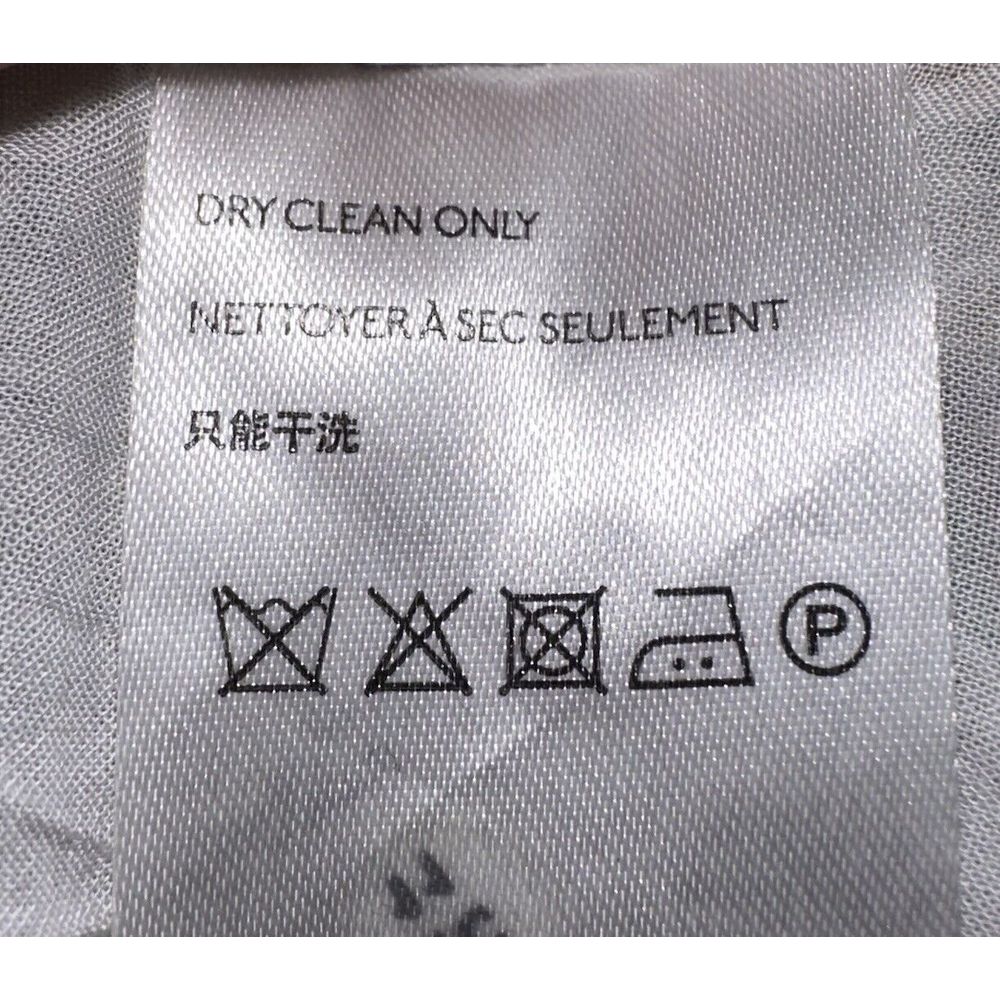 DRY CLEAN ONLY
NETTOYER À SEC SEULEMENT
只能干洗
P